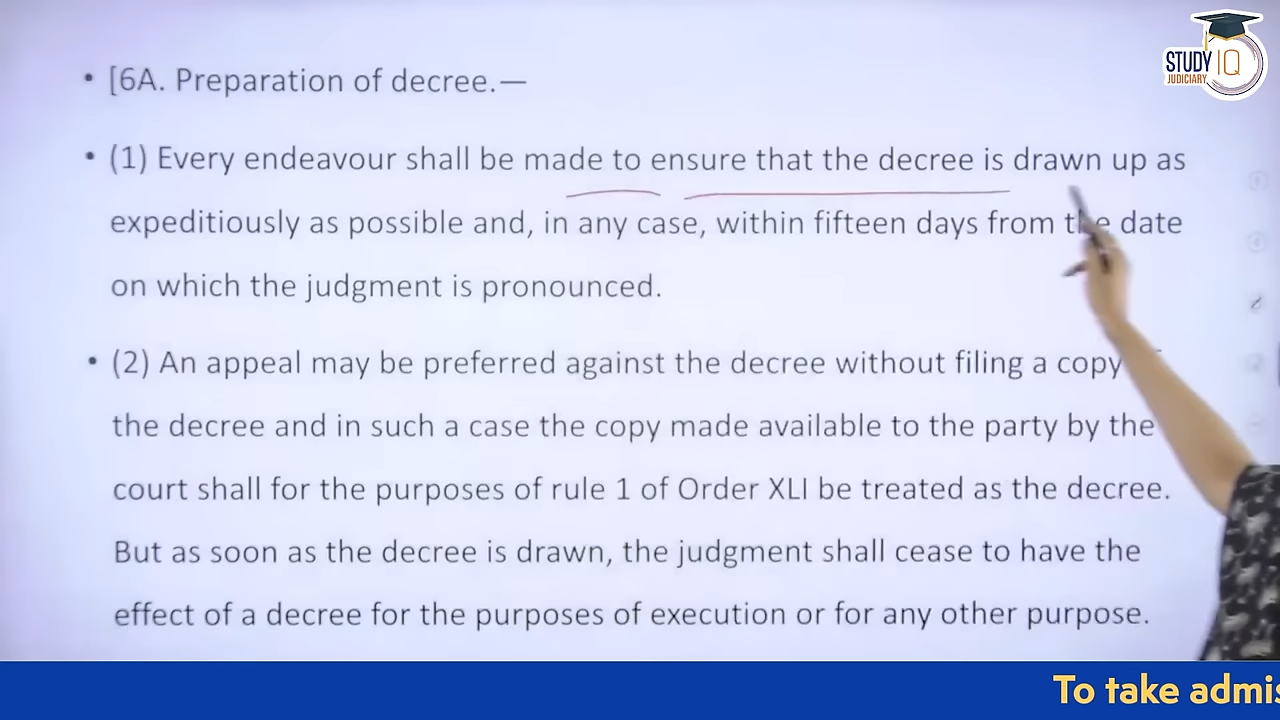 STUDY IQ
JUDICIARY
• [6A. Preparation of decree.—
• (1) Every endeavour shall be made to ensure that the decree is drawn up as
expeditiously as possible and, in any case, within fifteen days from the date
on which the judgment is pronounced.
• (2) An appeal may be preferred against the decree without filing a copy
the decree and in such a case the copy made available to the party by the
court shall for the purposes of rule 1 of Order XLI be treated as the decree.
But as soon as the decree is drawn, the judgment shall cease to have the
effect of a decree for the purposes of execution or for any other purpose.
To take admis